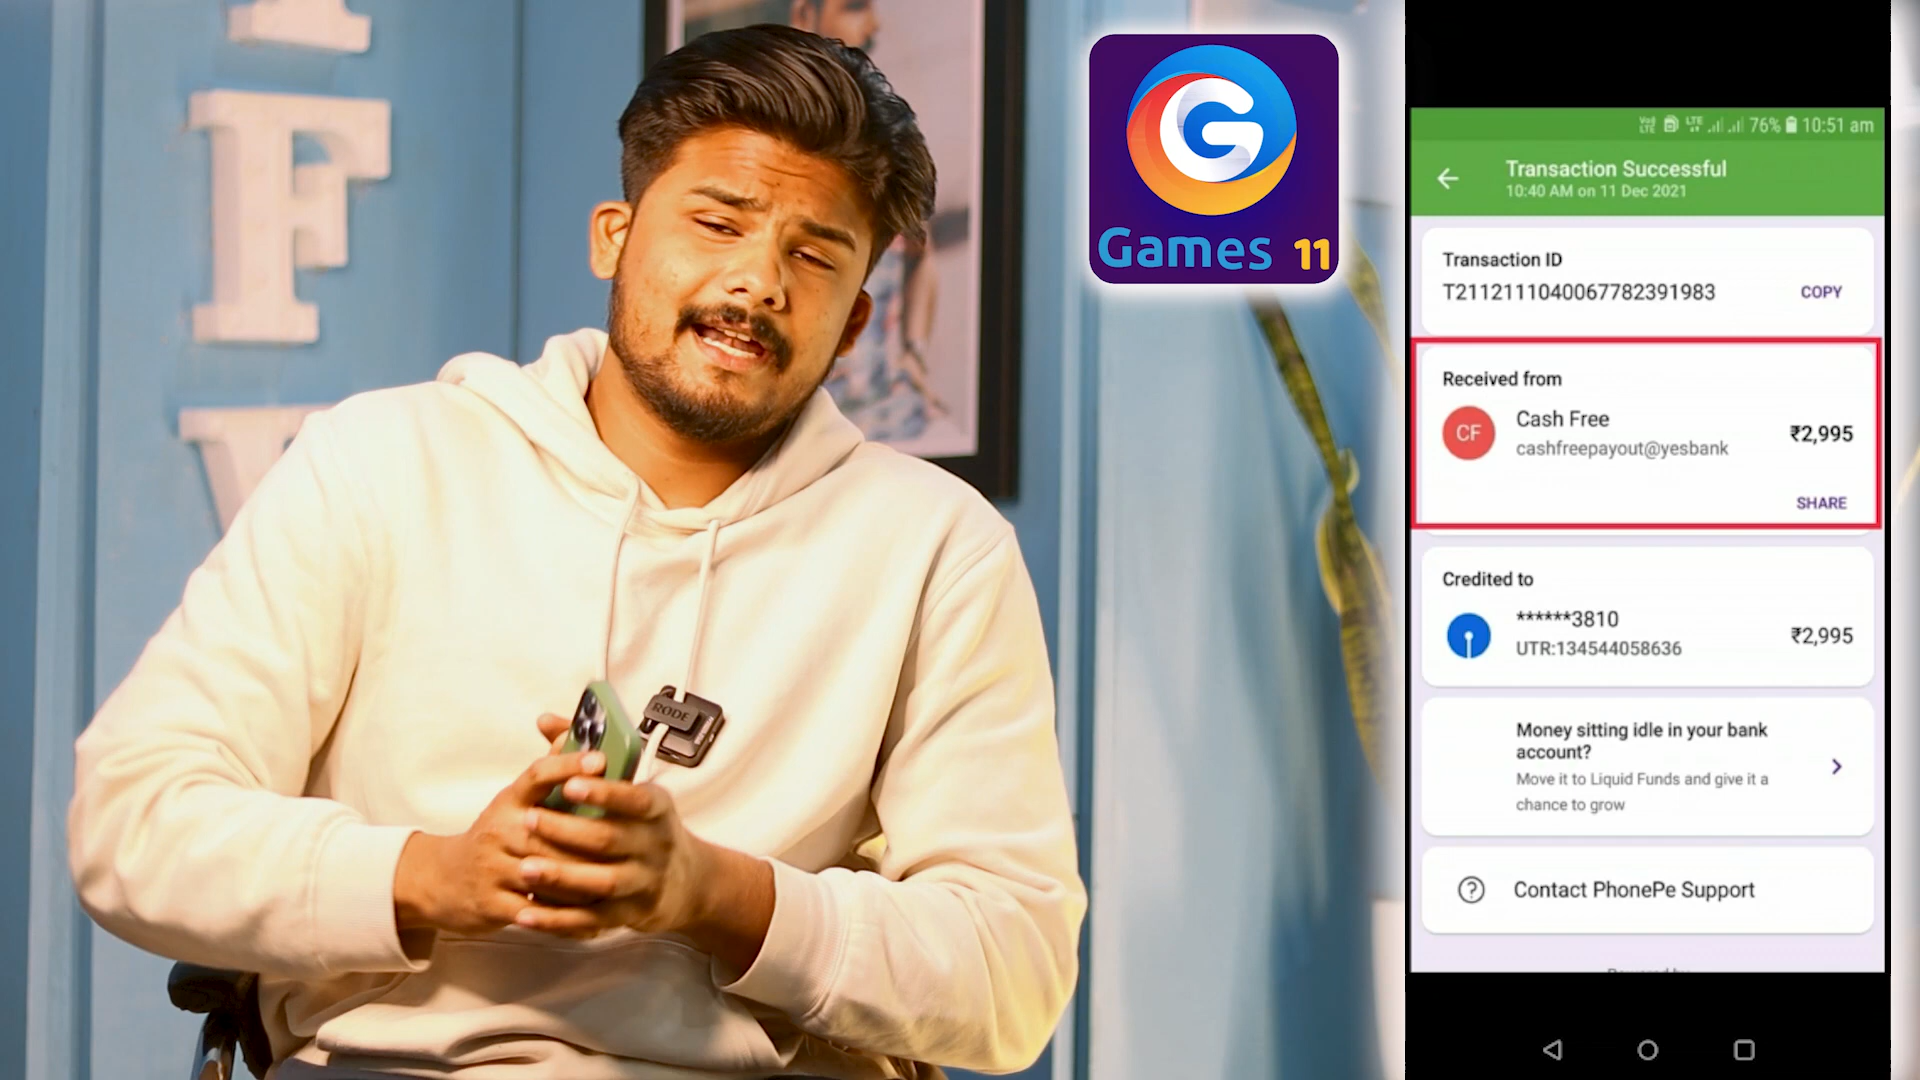 F
RODE
Games 11
76% 10:51 am
Transaction Successful
10:40 AM on 11 Dec 2021
Transaction ID
T2112111040067782391983
COPY
Received from
CF
Cash Free
cashfreepayout@yesbank
₹2,995
SHARE
Credited to
******3810
UTR:134544058636
₹2,995
Money sitting idle in your bank
account?
Move it to Liquid Funds and give it a
chance to grow
Contact PhonePe Support